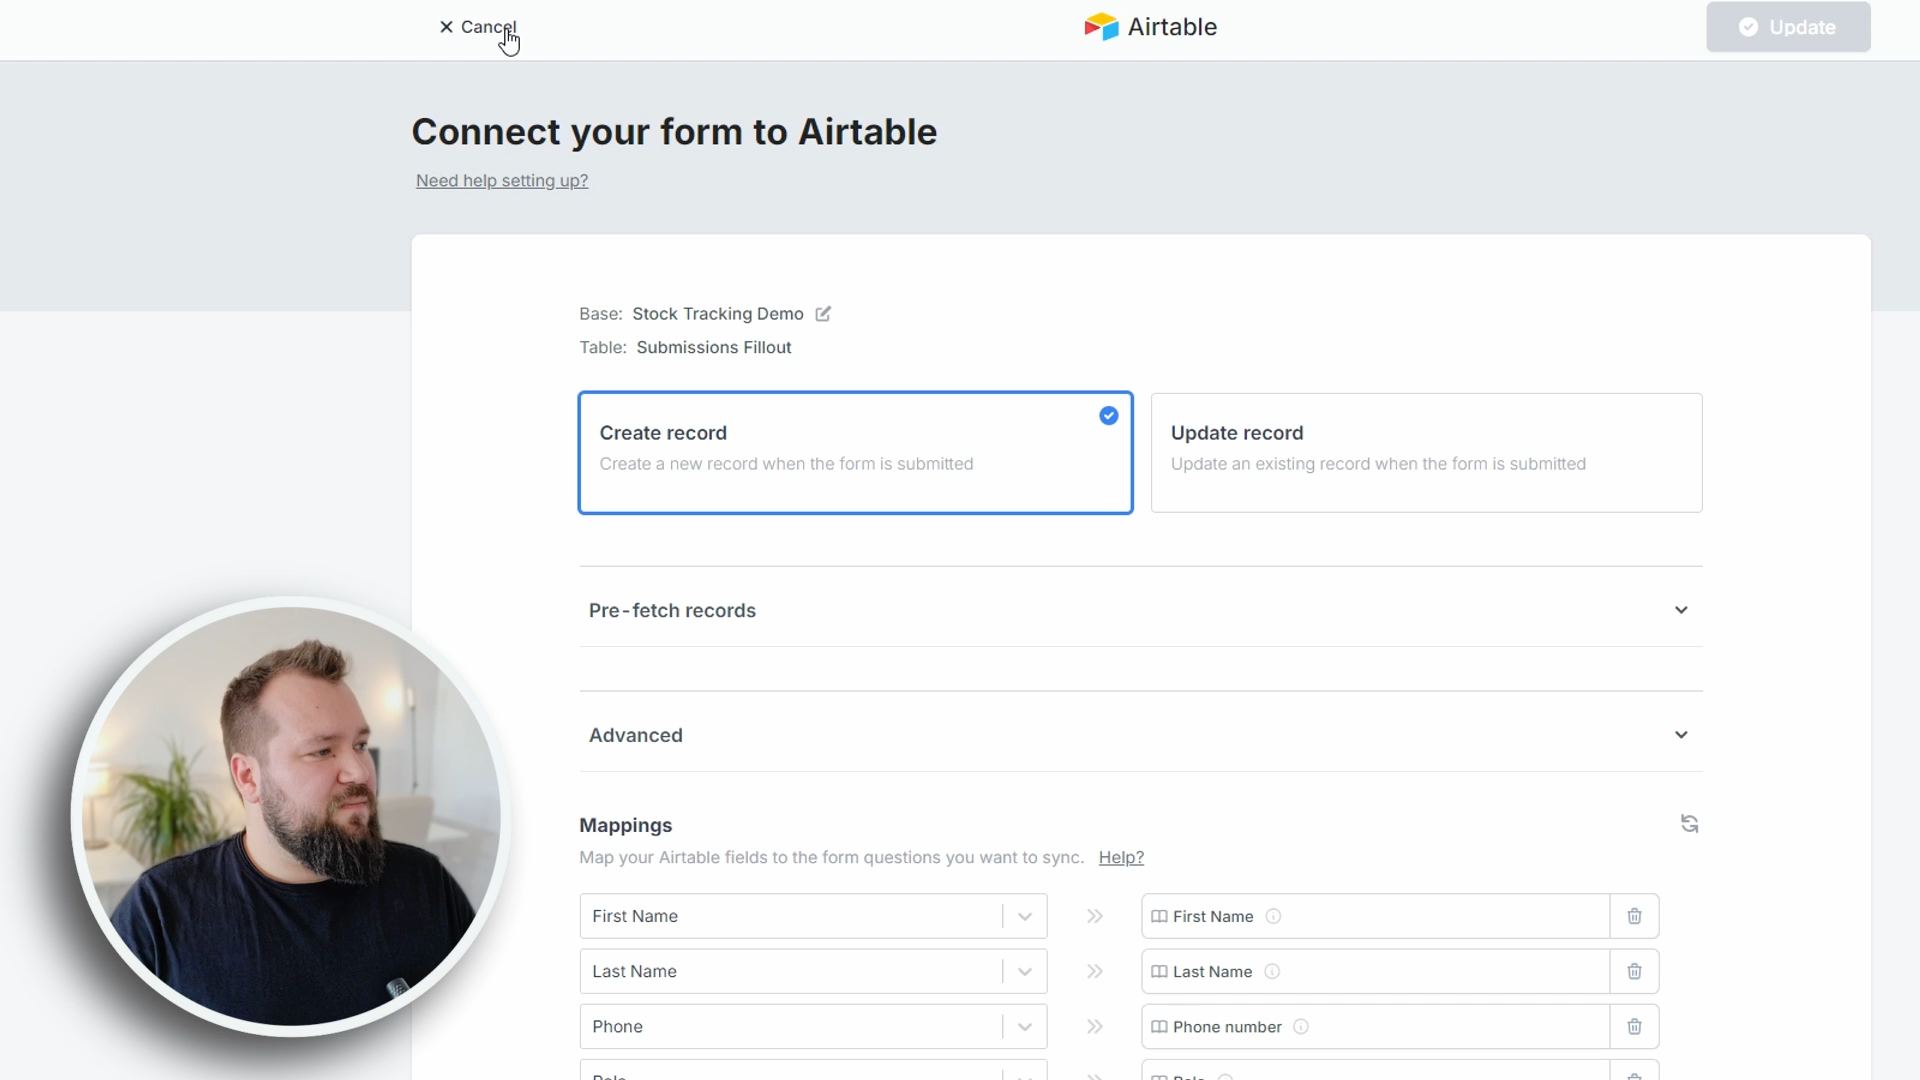 Cancel
Airtable
Update
Connect your form to Airtable
Need help setting up?
Base: Stock Tracking Demo
Table: Submissions Fillout
Create record
Create a new record when the form is submitted
Update record
Update an existing record when the form is submitted
Pre-fetch records
Advanced
Mappings
Map your Airtable fields to the form questions you want to sync. Help?
First Name
First Name
Last Name
Last Name
Phone
Phone number